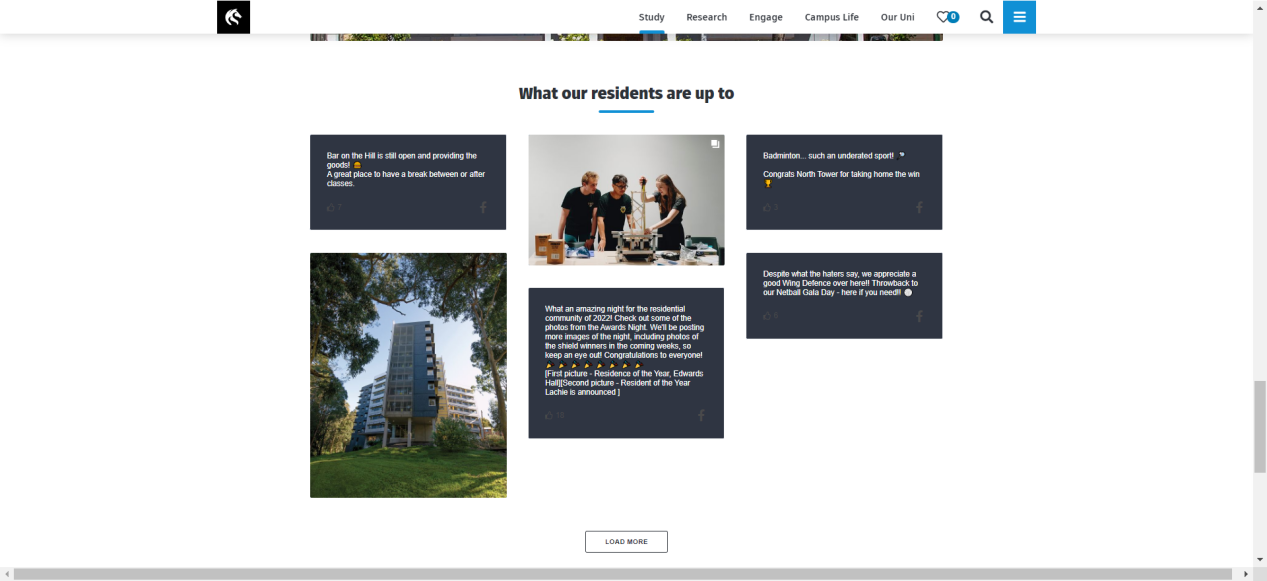 Study Research Engage Campus Life Our Uni 0
What our residents are up to
Bar on the Hill is still open and providing the
goods! 🍔
A great place to have a break between or after
classes.
7
Badminton... such an underated sport! 🏸
Congrats North Tower for taking home the win
🏆
3
Despite what the haters say, we appreciate a
good Wing Defence over here!! Throwback to
our Netball Gala Day - here if you need!! 🏐
What an amazing night for the residential
community of 2022! Check out some of the
photos from the Awards Night. We'll be posting
more images of the night, including photos of
the shield winners in the coming weeks, so
keep an eye out! Congratulations to everyone!
🎉🎉🎉🎉🎉🎉🎉🎉
[First picture - Residence of the Year, Edwards
Hall][Second picture - Resident of the Year
Lachie is announced ]
LOAD MORE